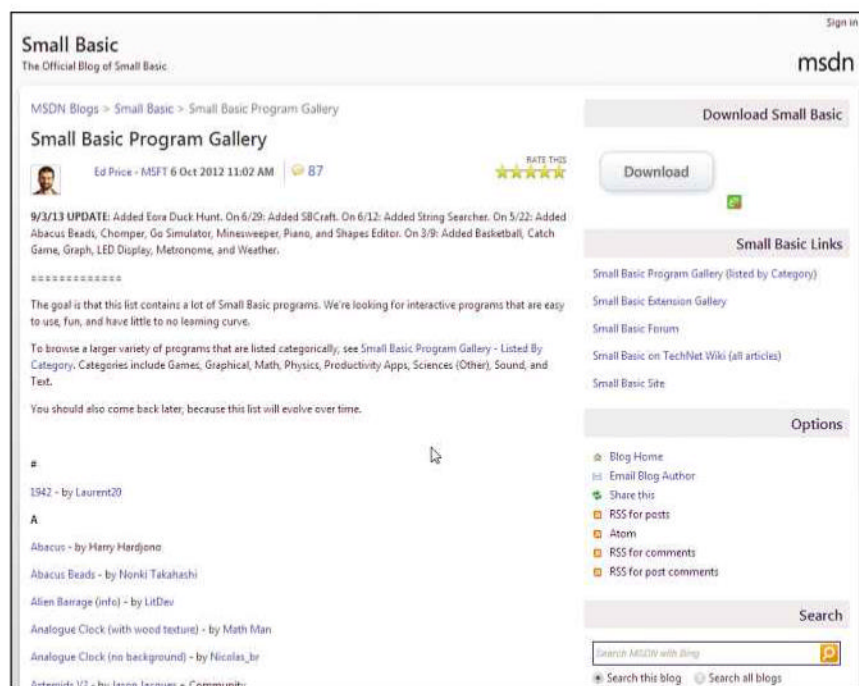 Sign in
Small Basic
The Official Blog of Small Basic
msdn
MSDN Blogs > Small Basic > Small Basic Program Gallery
Small Basic Program Gallery
Ed Price - MSFT 6 Oct 2012 11:02 AM 87
RATE THIS
9/3/13 UPDATE: Added Eora Duck Hunt. On 6/29: Added SBCraft. On 6/12: Added String Searcher. On 5/22: Added
Abacus Beads, Chomper, Go Simulator, Minesweeper, Piano, and Shapes Editor. On 3/9: Added Basketball, Catch
Game, Graph, LED Display, Metronome, and Weather.
=============
The goal is that this list contains a lot of Small Basic programs. We're looking for interactive programs that are easy
to use, fun, and have little to no learning curve.
To browse a larger variety of programs that are listed categorically, see Small Basic Program Gallery - Listed By
Category. Categories include Games, Graphical, Math, Physics, Productivity Apps, Sciences (Other), Sound, and
Text.
You should also come back later, because this list will evolve over time.
#
1942 - by Laurent20
A
Abacus - by Harry Hardjono
Abacus Beads - by Nonki Takahashi
Alien Barrage (info) - by LitDev
Analogue Clock (with wood texture) - by Math Man
Analogue Clock (no background) - by Nicolas_br
Asteroids V2 - by Jason Jacques + Community
Download Small Basic
Download
Small Basic Links
Small Basic Program Gallery (listed by Category)
Small Basic Extension Gallery
Small Basic Forum
Small Basic on TechNet Wiki (all articles)
Small Basic Site
Options
Blog Home
Email Blog Author
Share this
RSS for posts
Atom
RSS for comments
RSS for post comments
Search
Search MSDN with Bing
Search this blog Search all blogs